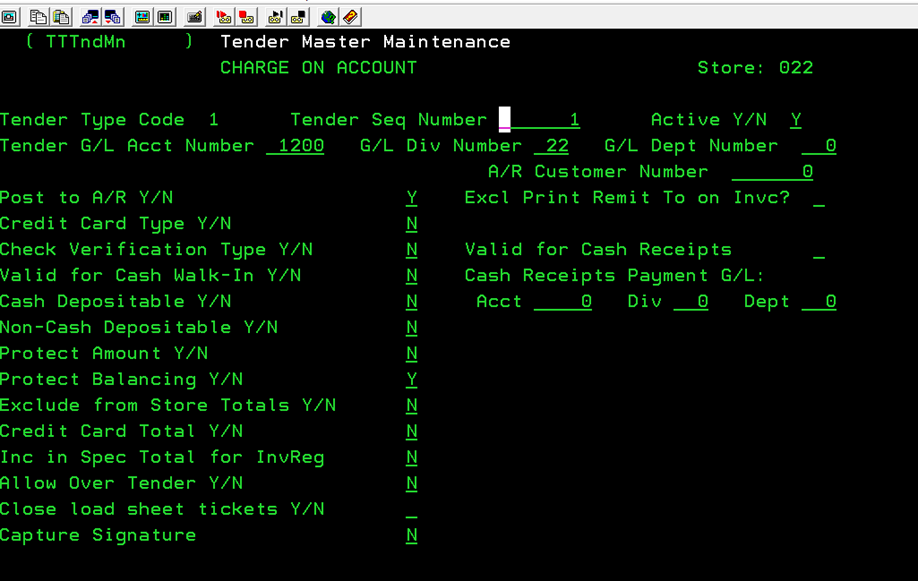 ( TTTndMn ) Tender Master Maintenance
CHARGE ON ACCOUNT Store: 022
Tender Type Code 1 Tender Seq Number 1 Active Y/N Y
Tender G/L Acct Number 1200 G/L Div Number 22 G/L Dept Number 0
A/R Customer Number 0
Post to A/R Y/N Y Excl Print Remit To on Invc? _
Credit Card Type Y/N N
Check Verification Type Y/N N Valid for Cash Receipts _
Valid for Cash Walk-In Y/N N Cash Receipts Payment G/L:
Cash Depositable Y/N N Acct 0 Div 0 Dept 0
Non-Cash Depositable Y/N N
Protect Amount Y/N N
Protect Balancing Y/N Y
Exclude from Store Totals Y/N N
Credit Card Total Y/N N
Inc in Spec Total for InvReg N
Allow Over Tender Y/N N
Close load sheet tickets Y/N _
Capture Signature N